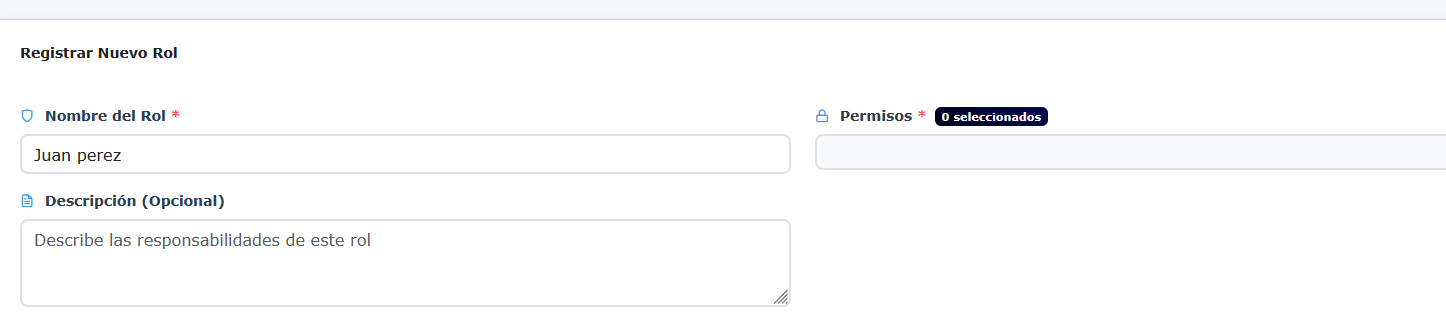 Registrar Nuevo Rol
Nombre del Rol *
Juan perez
Descripción (Opcional)
Describe las responsabilidades de este rol
Permisos * 0 seleccionados